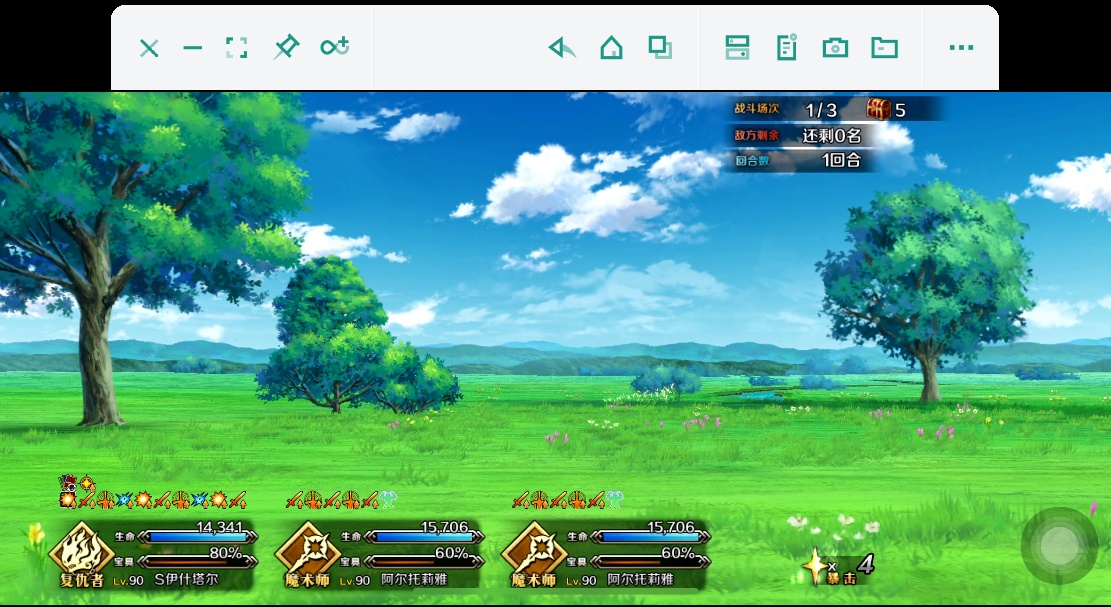 战斗场次 1/3 5
敌方剩余 还剩0名
回合数 1回合
生命 14,341
宝具 80%
复仇者 Lv.90 S伊什塔尔
生命 15,706
宝具 60%
魔术师 Lv.90 阿尔托莉雅
生命 15,706
宝具 60%
魔术师 Lv.90 阿尔托莉雅
x 4
暴击